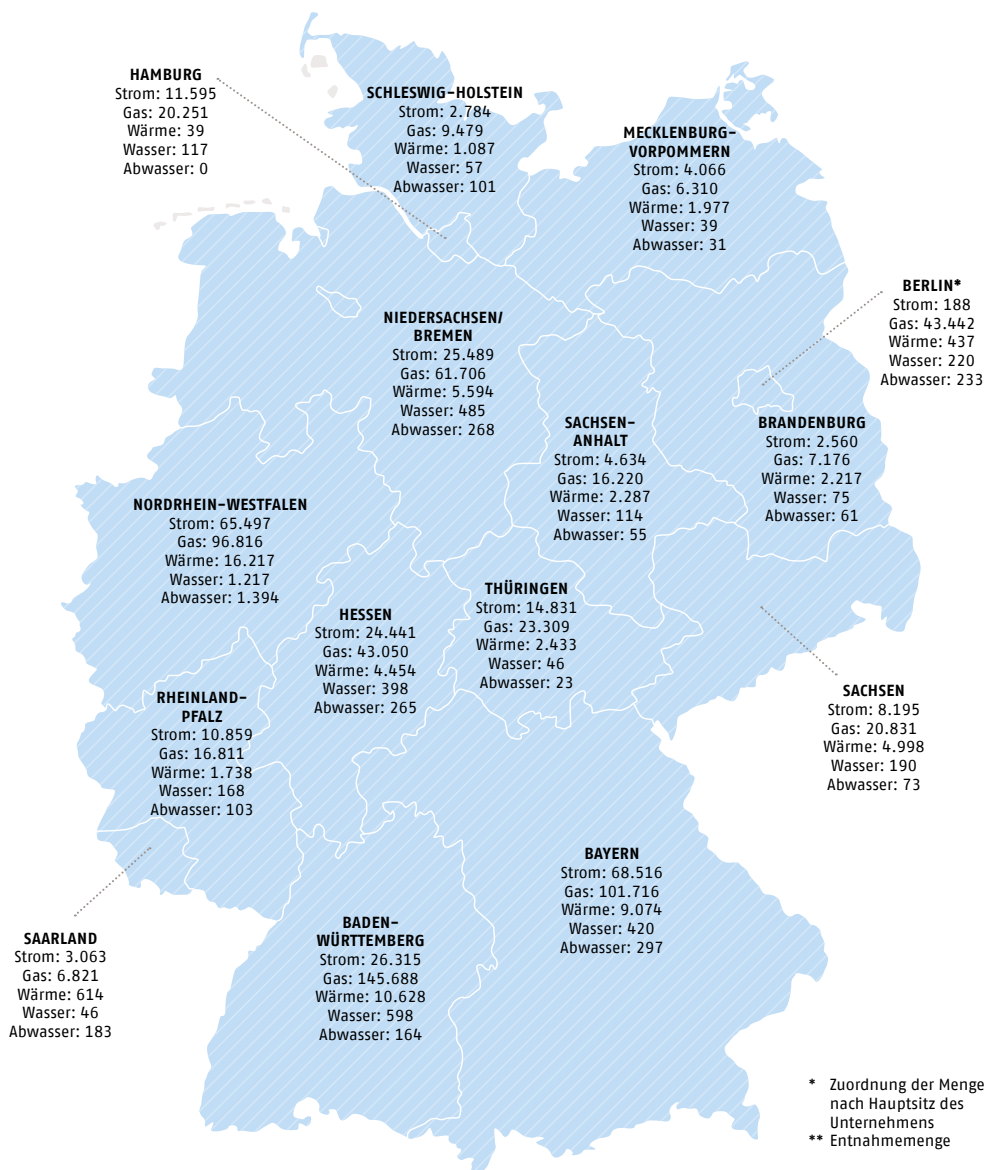 HAMBURG
Strom: 11.595
Gas: 20.251
Wärme: 39
Wasser: 117
Abwasser: 0
SCHLESWIG-HOLSTEIN
Strom: 2.784
Gas: 9.479
Wärme: 1.087
Wasser: 57
Abwasser: 101
MECKLENBURG-
VORPOMMERN
Strom: 4.066
Gas: 6.310
Wärme: 1.977
Wasser: 39
Abwasser: 31
BERLIN*
Strom: 188
Gas: 43.442
Wärme: 437
Wasser: 220
Abwasser: 233
NIEDERSACHSEN/
BREMEN
Strom: 25.489
Gas: 61.706
Wärme: 5.594
Wasser: 485
Abwasser: 268
SACHSEN-
ANHALT
Strom: 4.634
Gas: 16.220
Wärme: 2.287
Wasser: 114
Abwasser: 55
BRANDENBURG
Strom: 2.560
Gas: 7.176
Wärme: 2.217
Wasser: 75
Abwasser: 61
NORDRHEIN-WESTFALEN
Strom: 65.497
Gas: 96.816
Wärme: 16.217
Wasser: 1.217
Abwasser: 1.394
HESSEN
Strom: 24.441
Gas: 43.050
Wärme: 4.454
Wasser: 398
Abwasser: 265
THÜRINGEN
Strom: 14.831
Gas: 23.309
Wärme: 2.433
Wasser: 46
Abwasser: 23
SACHSEN
Strom: 8.195
Gas: 20.831
Wärme: 4.998
Wasser: 190
Abwasser: 73
RHEINLAND-
PFALZ
Strom: 10.859
Gas: 16.811
Wärme: 1.738
Wasser: 168
Abwasser: 103
SAARLAND
Strom: 3.063
Gas: 6.821
Wärme: 614
Wasser: 46
Abwasser: 183
BADEN-
WÜRTTEMBERG
Strom: 26.315
Gas: 145.688
Wärme: 10.628
Wasser: 598
Abwasser: 164
BAYERN
Strom: 68.516
Gas: 101.716
Wärme: 9.074
Wasser: 420
Abwasser: 297
* Zuordnung der Menge
nach Hauptsitz des
Unternehmens
** Entnahmemenge